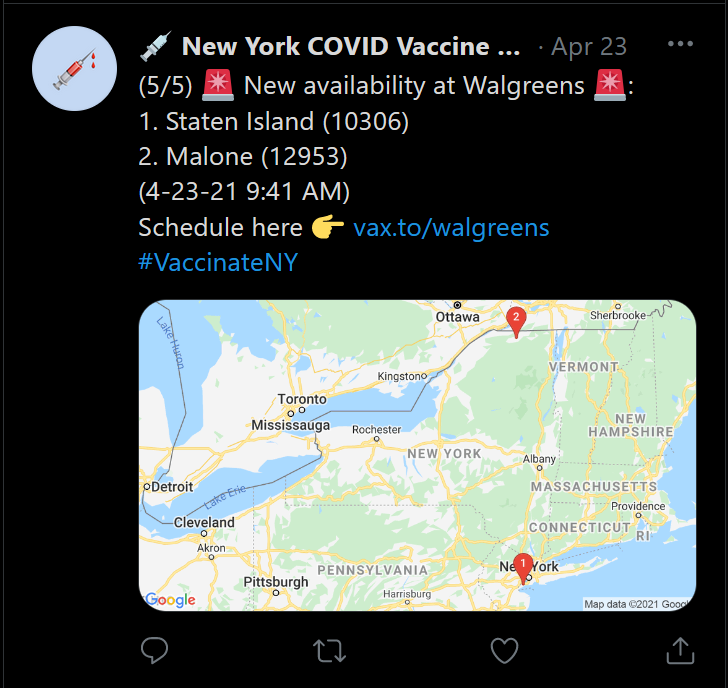 💉 New York COVID Vaccine ... · Apr 23 •••
(5/5) 🚨 New availability at Walgreens 🚨:
1. Staten Island (10306)
2. Malone (12953)
(4-23-21 9:41 AM)
Schedule here 👉 vax.to/walgreens
#VaccinateNY
Ottawa
2
Sherbrooke
Lake Huron
VERMONT
Kingston
Toronto
NEW HAMPSHIRE
Mississauga
Rochester
NEW YORK
Albany
Detroit
MASSACHUSETTS
Lake Erie
Providence
Cleveland
CONNECTICUT
RI
Akron
1
New York
PENNSYLVANIA
Pittsburgh
Harrisburg
Google
Map data ©2021 Google